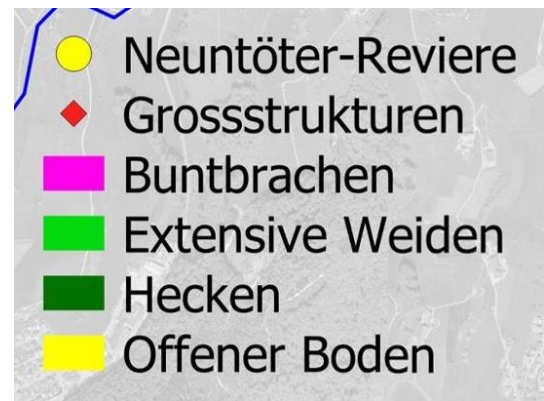 Neuntöter-Reviere
Grossstrukturen
Buntbrachen
Extensive Weiden
Hecken
Offener Boden